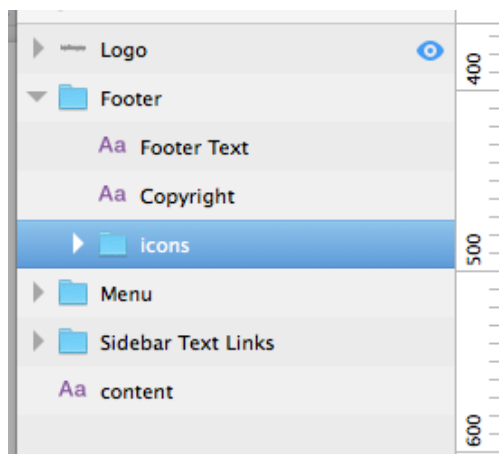 Logo
Footer
Aa Footer Text
Aa Copyright
icons
Menu
Sidebar Text Links
Aa content
400
500
600